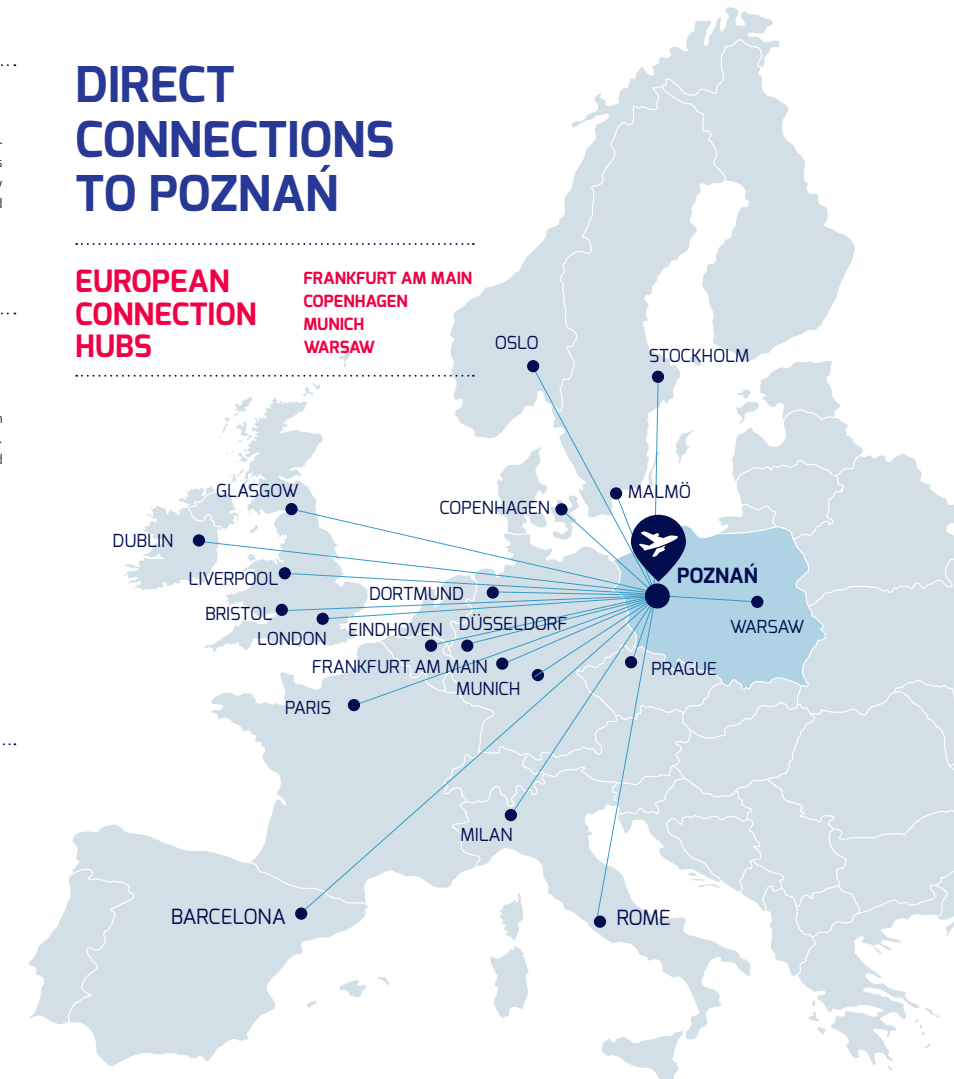 DIRECT
CONNECTIONS
TO POZNAŃ
EUROPEAN
CONNECTION
HUBS
FRANKFURT AM MAIN
COPENHAGEN
MUNICH
WARSAW
OSLO
STOCKHOLM
GLASGOW
MALMÖ
COPENHAGEN
DUBLIN
POZNAŃ
LIVERPOOL
DORTMUND
BRISTOL
DÜSSELDORF
WARSAW
EINDHOVEN
LONDON
FRANKFURT AM MAIN
PRAGUE
MUNICH
PARIS
MILAN
BARCELONA
ROME